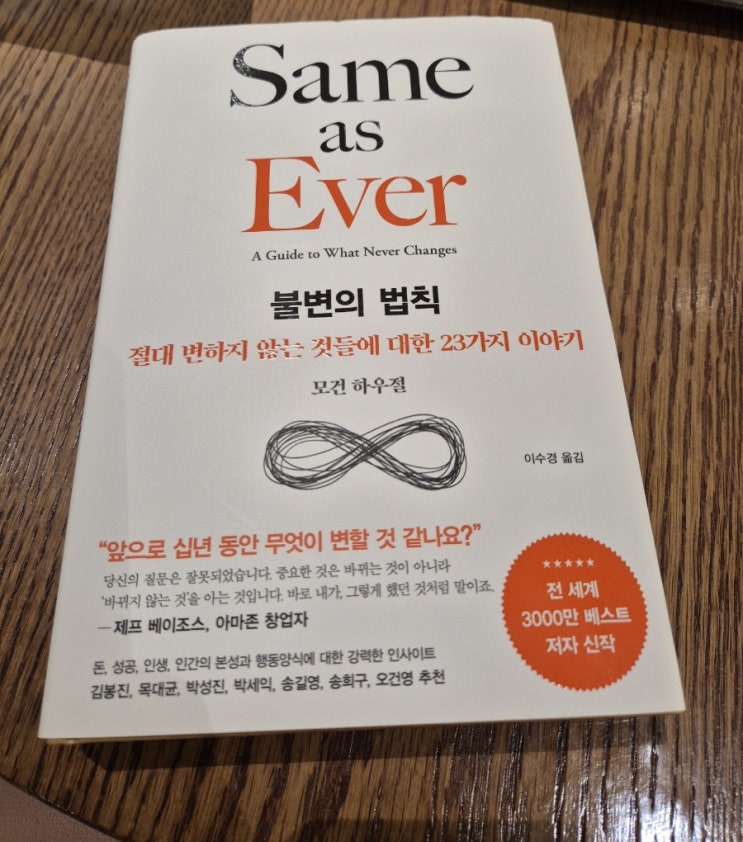 Same
as
Ever
A Guide to What Never Changes
불변의 법칙
절대 변하지 않는 것들에 대한 23가지 이야기
모건 하우절
이수경 옮김
“앞으로 십년 동안 무엇이 변할 것 같나요?”
당신의 질문은 잘못되었습니다. 중요한 것은 바뀌는 것이 아니라
‘바뀌지 않는 것’을 아는 것입니다. 바로 내가, 그렇게 했던 것처럼 말이죠.
— 제프 베이조스, 아마존 창업자
돈, 성공, 인생, 인간의 본성과 행동양식에 대한 강력한 인사이트
김봉진, 목대균, 박성진, 박세익, 송길영, 송희구, 오건영 추천
★★★★★
전 세계
3000만 베스트
저자 신작